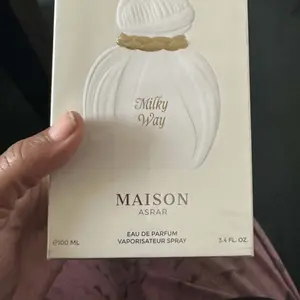 Milky
Way
MAISON
ASRAR
EAU DE PARFUM
VAPORISATEUR SPRAY
℮100 ML
3.4 FL. OZ.